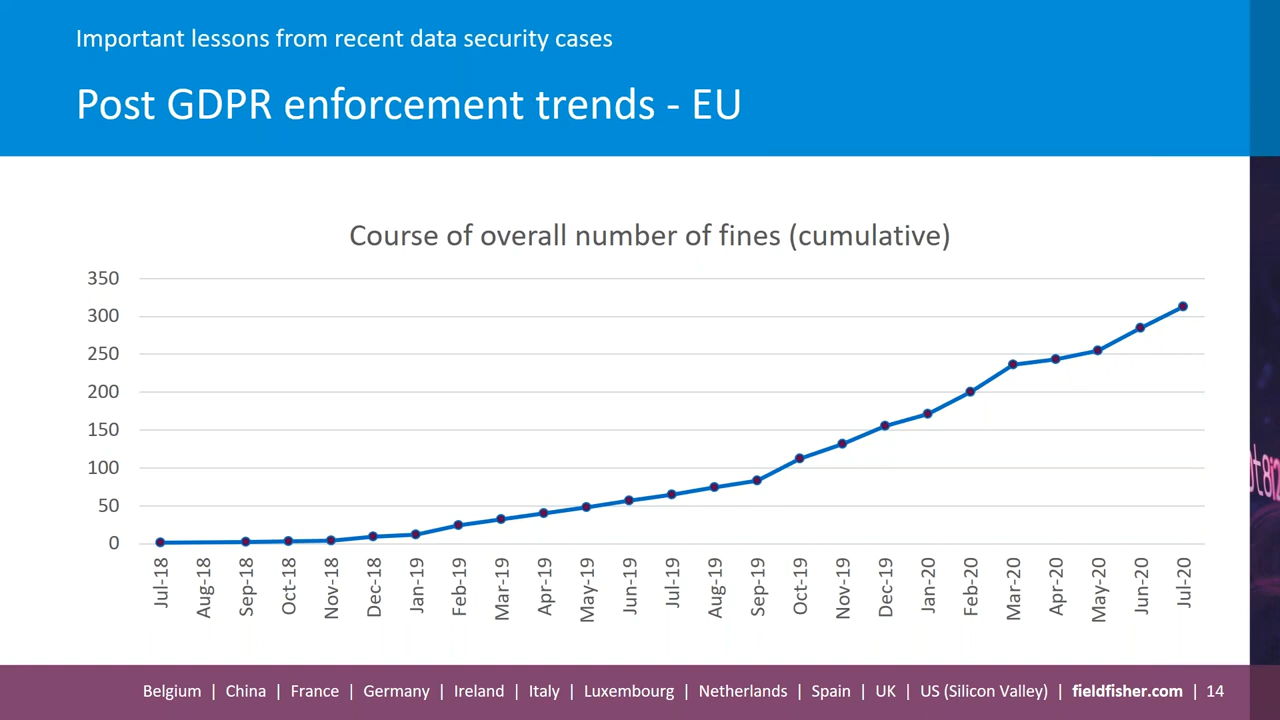 Important lessons from recent data security cases
Post GDPR enforcement trends - EU
Course of overall number of fines (cumulative)
350
300
250
200
150
100
50
0
Jul-18
Aug-18
Sep-18
Oct-18
Nov-18
Dec-18
Jan-19
Feb-19
Mar-19
Apr-19
May-19
Jun-19
Jul-19
Aug-19
Sep-19
Oct-19
Nov-19
Dec-19
Jan-20
Feb-20
Mar-20
Apr-20
May-20
Jun-20
Jul-20
Belgium | China | France | Germany | Ireland | Italy | Luxembourg | Netherlands | Spain | UK | US (Silicon Valley) | fieldfisher.com | 14